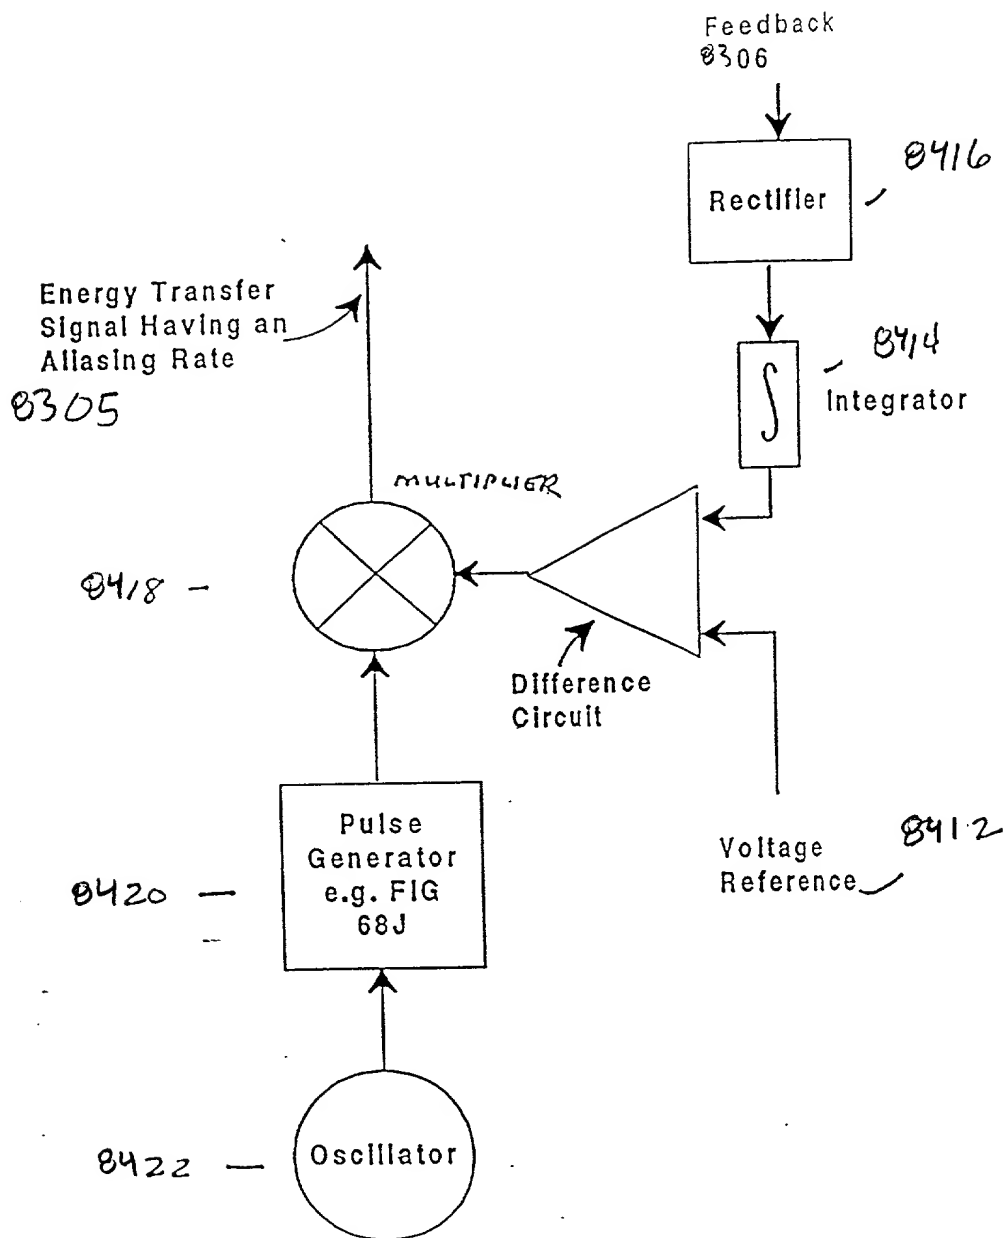 Feedback
8306
Rectifier
8416
Energy Transfer
Signal Having an
Aliasing Rate
8305
8414
Integrator
∫
MULTIPLIER
8418 -
Difference
Circuit
Pulse
Generator
e.g. FIG
68J
8420 -
Voltage
Reference
8412
Oscillator
8422 -